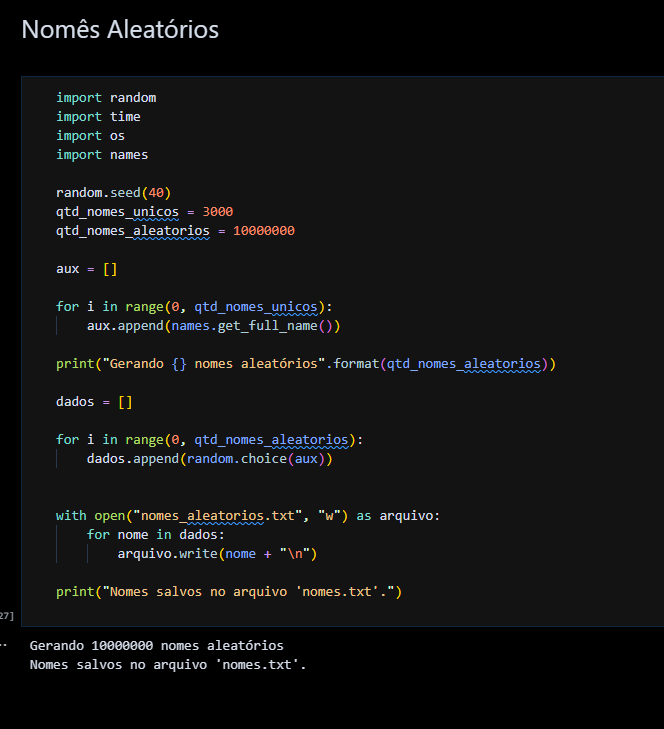 Nomês Aleatórios
import random
import time
import os
import names
random.seed(40)
qtd_nomes_unicos = 3000
qtd_nomes_aleatorios = 10000000
aux = []
for i in range(0, qtd_nomes_unicos):
aux.append(names.get_full_name())
print("Gerando {} nomes aleatórios".format(qtd_nomes_aleatorios))
dados = []
for i in range(0, qtd_nomes_aleatorios):
dados.append(random.choice(aux))
with open("nomes_aleatorios.txt", "w") as arquivo:
for nome in dados:
arquivo.write(nome + "\n")
print("Nomes salvos no arquivo 'nomes.txt'.")
27]
Gerando 10000000 nomes aleatórios
Nomes salvos no arquivo 'nomes.txt'.